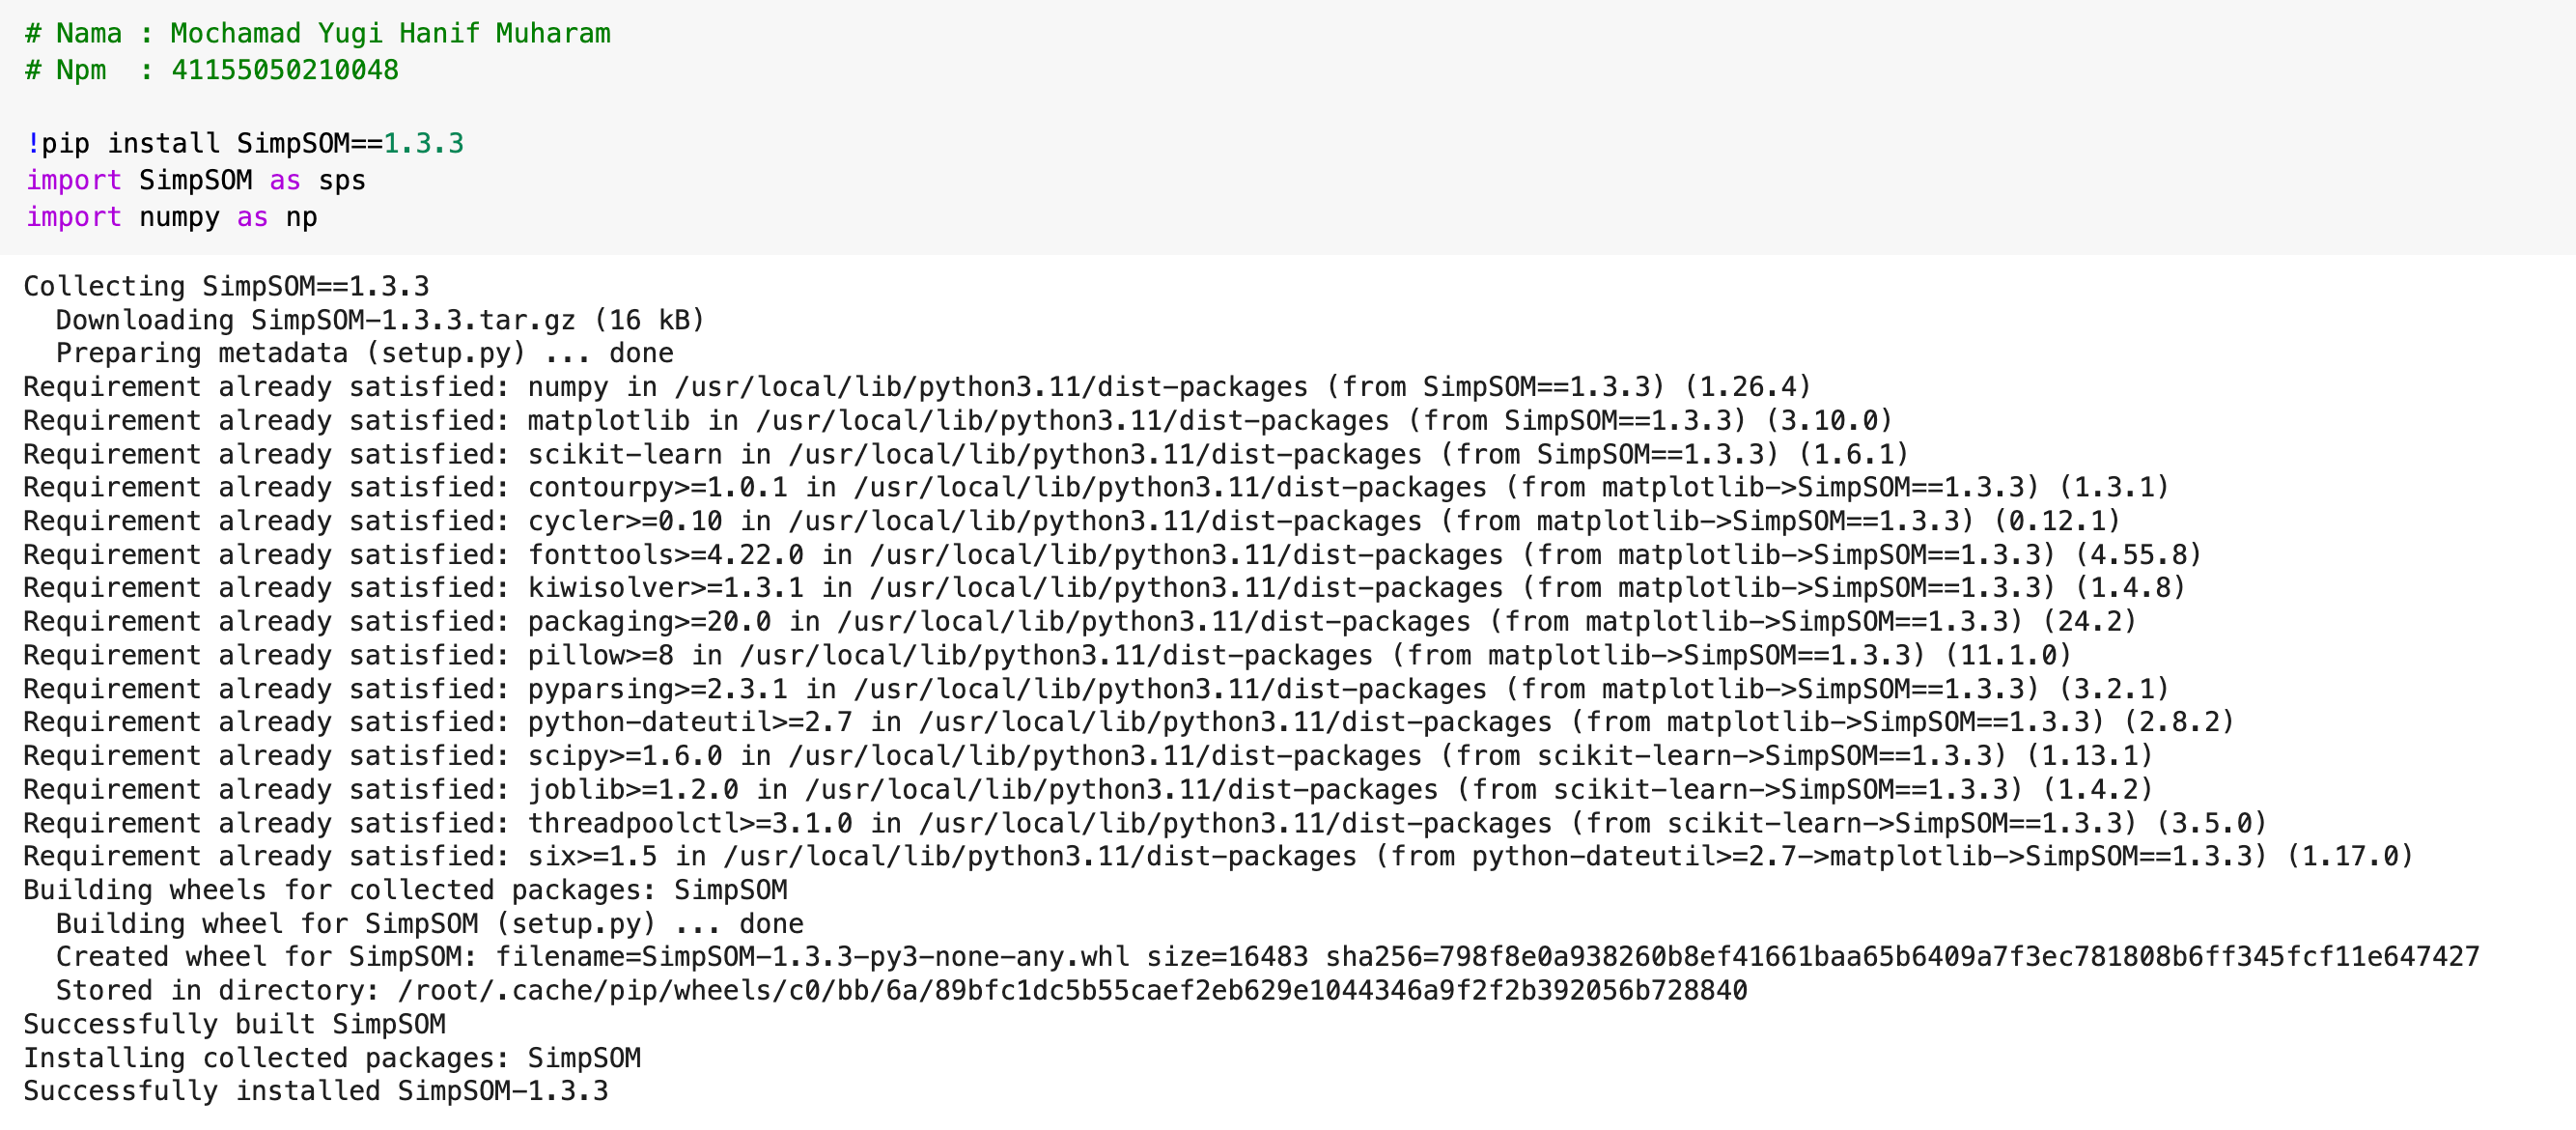 # Nama : Mochamad Yugi Hanif Muharam
# Npm  : 41155050210048
!pip install SimpSOM==1.3.3
import SimpSOM as sps
import numpy as np
Collecting SimpSOM==1.3.3
  Downloading SimpSOM-1.3.3.tar.gz (16 kB)
  Preparing metadata (setup.py) ... done
Requirement already satisfied: numpy in /usr/local/lib/python3.11/dist-packages (from SimpSOM==1.3.3) (1.26.4)
Requirement already satisfied: matplotlib in /usr/local/lib/python3.11/dist-packages (from SimpSOM==1.3.3) (3.10.0)
Requirement already satisfied: scikit-learn in /usr/local/lib/python3.11/dist-packages (from SimpSOM==1.3.3) (1.6.1)
Requirement already satisfied: contourpy>=1.0.1 in /usr/local/lib/python3.11/dist-packages (from matplotlib->SimpSOM==1.3.3) (1.3.1)
Requirement already satisfied: cycler>=0.10 in /usr/local/lib/python3.11/dist-packages (from matplotlib->SimpSOM==1.3.3) (0.12.1)
Requirement already satisfied: fonttools>=4.22.0 in /usr/local/lib/python3.11/dist-packages (from matplotlib->SimpSOM==1.3.3) (4.55.8)
Requirement already satisfied: kiwisolver>=1.3.1 in /usr/local/lib/python3.11/dist-packages (from matplotlib->SimpSOM==1.3.3) (1.4.8)
Requirement already satisfied: packaging>=20.0 in /usr/local/lib/python3.11/dist-packages (from matplotlib->SimpSOM==1.3.3) (24.2)
Requirement already satisfied: pillow>=8 in /usr/local/lib/python3.11/dist-packages (from matplotlib->SimpSOM==1.3.3) (11.1.0)
Requirement already satisfied: pyparsing>=2.3.1 in /usr/local/lib/python3.11/dist-packages (from matplotlib->SimpSOM==1.3.3) (3.2.1)
Requirement already satisfied: python-dateutil>=2.7 in /usr/local/lib/python3.11/dist-packages (from matplotlib->SimpSOM==1.3.3) (2.8.2)
Requirement already satisfied: scipy>=1.6.0 in /usr/local/lib/python3.11/dist-packages (from scikit-learn->SimpSOM==1.3.3) (1.13.1)
Requirement already satisfied: joblib>=1.2.0 in /usr/local/lib/python3.11/dist-packages (from scikit-learn->SimpSOM==1.3.3) (1.4.2)
Requirement already satisfied: threadpoolctl>=3.1.0 in /usr/local/lib/python3.11/dist-packages (from scikit-learn->SimpSOM==1.3.3) (3.5.0)
Requirement already satisfied: six>=1.5 in /usr/local/lib/python3.11/dist-packages (from python-dateutil>=2.7->matplotlib->SimpSOM==1.3.3) (1.17.0)
Building wheels for collected packages: SimpSOM
  Building wheel for SimpSOM (setup.py) ... done
  Created wheel for SimpSOM: filename=SimpSOM-1.3.3-py3-none-any.whl size=16483 sha256=798f8e0a938260b8ef41661baa65b6409a7f3ec781808b6ff345fcf11e647427
  Stored in directory: /root/.cache/pip/wheels/c0/bb/6a/89bfc1dc5b55caef2eb629e1044346a9f2f2b392056b728840
Successfully built SimpSOM
Installing collected packages: SimpSOM
Successfully installed SimpSOM-1.3.3